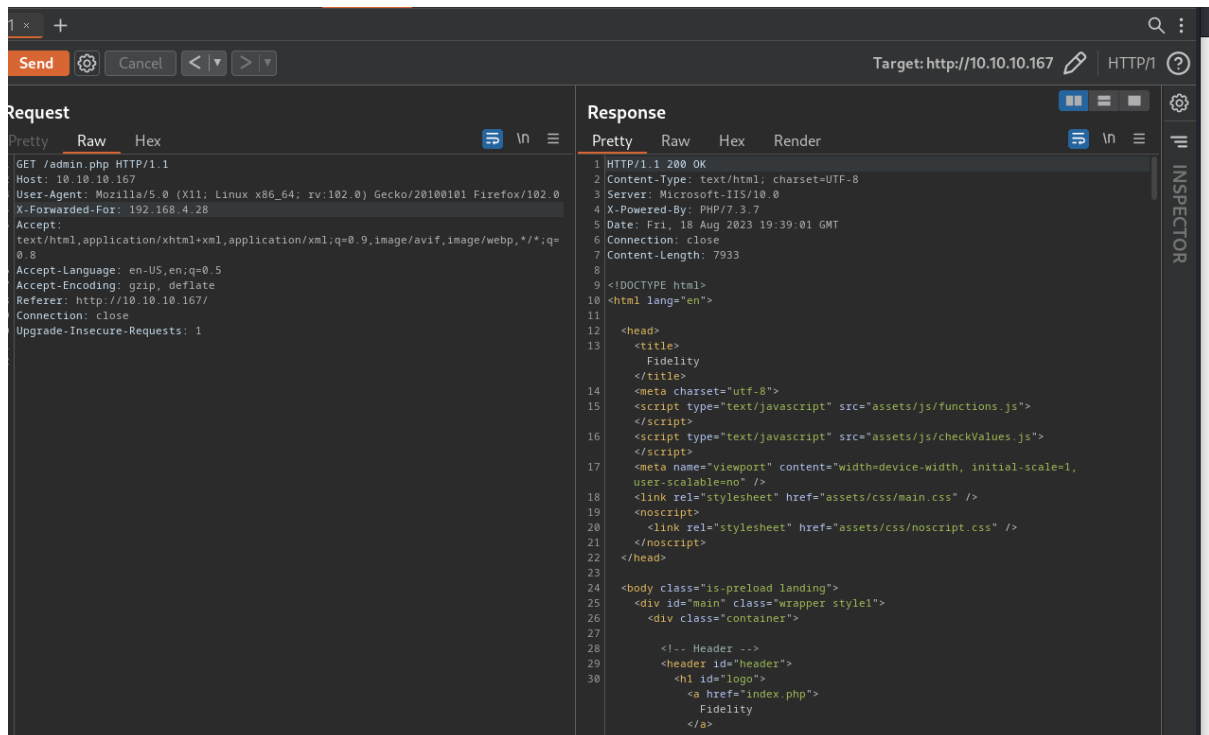 1 × +
Send Cancel < > Target: http://10.10.10.167 HTTP/1 ?
Request
Pretty Raw Hex \n
GET /admin.php HTTP/1.1
Host: 10.10.10.167
User-Agent: Mozilla/5.0 (X11; Linux x86_64; rv:102.0) Gecko/20100101 Firefox/102.0
X-Forwarded-For: 192.168.4.28
Accept:
text/html,application/xhtml+xml,application/xml;q=0.9,image/avif,image/webp,*/*;q=
0.8
Accept-Language: en-US,en;q=0.5
Accept-Encoding: gzip, deflate
Referer: http://10.10.10.167/
Connection: close
Upgrade-Insecure-Requests: 1
Response
Pretty Raw Hex Render \n
1 HTTP/1.1 200 OK
2 Content-Type: text/html; charset=UTF-8
3 Server: Microsoft-IIS/10.0
4 X-Powered-By: PHP/7.3.7
5 Date: Fri, 18 Aug 2023 19:39:01 GMT
6 Connection: close
7 Content-Length: 7933
8
9 <!DOCTYPE html>
10 <html lang="en">
11
12 <head>
13 <title>
Fidelity
</title>
14 <meta charset="utf-8">
15 <script type="text/javascript" src="assets/js/functions.js">
</script>
16 <script type="text/javascript" src="assets/js/checkValues.js">
</script>
17 <meta name="viewport" content="width=device-width, initial-scale=1,
user-scalable=no" />
18 <link rel="stylesheet" href="assets/css/main.css" />
19 <noscript>
20 <link rel="stylesheet" href="assets/css/noscript.css" />
21 </noscript>
22 </head>
23
24 <body class="is-preload landing">
25 <div id="main" class="wrapper style1">
26 <div class="container">
27
28 <!-- Header -->
29 <header id="header">
30 <h1 id="logo">
<a href="index.php">
Fidelity
</a>
INSPECTOR